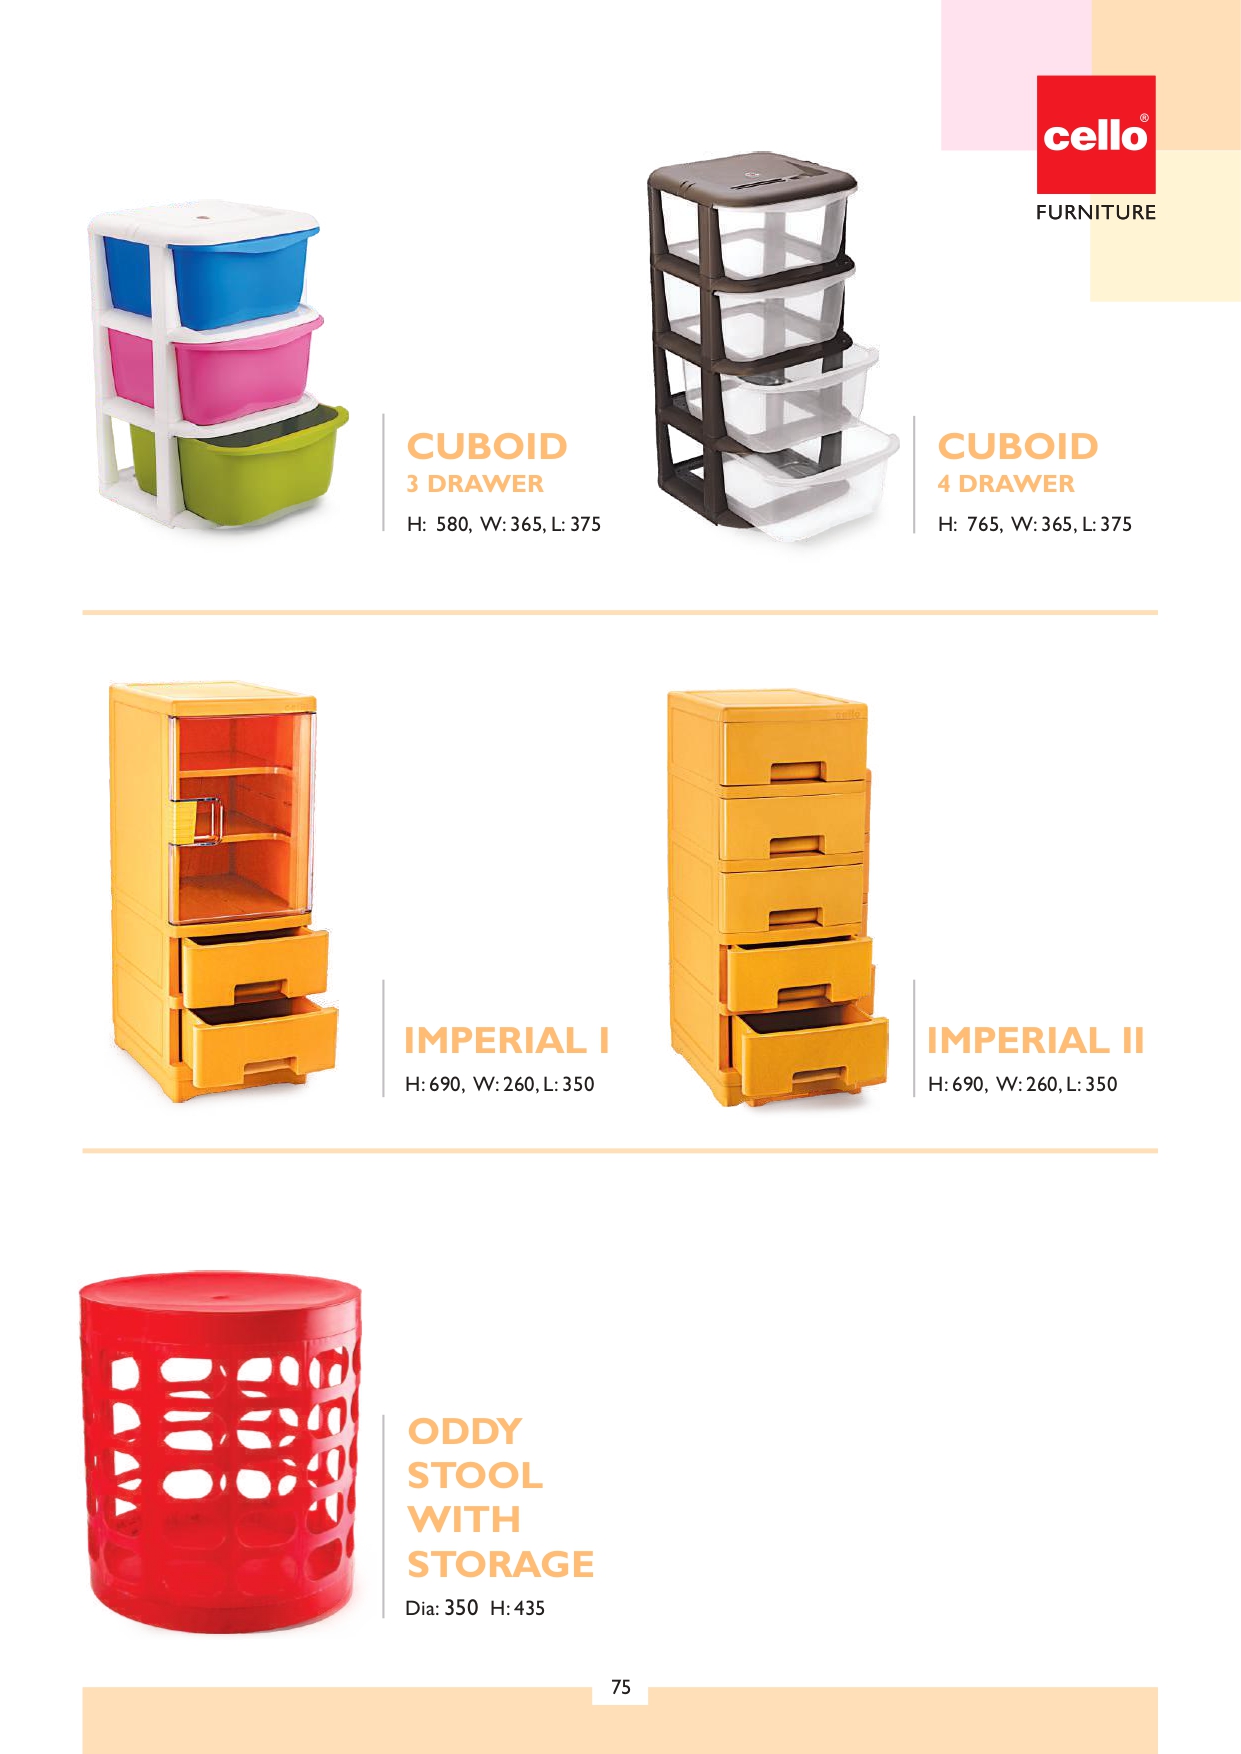 cello®
FURNITURE
CUBOID
3 DRAWER
H: 580, W: 365, L: 375
CUBOID
4 DRAWER
H: 765, W: 365, L: 375
cello
IMPERIAL I
H: 690, W: 260, L: 350
IMPERIAL II
H: 690, W: 260, L: 350
ODDY
STOOL
WITH
STORAGE
Dia: 350 H: 435
75